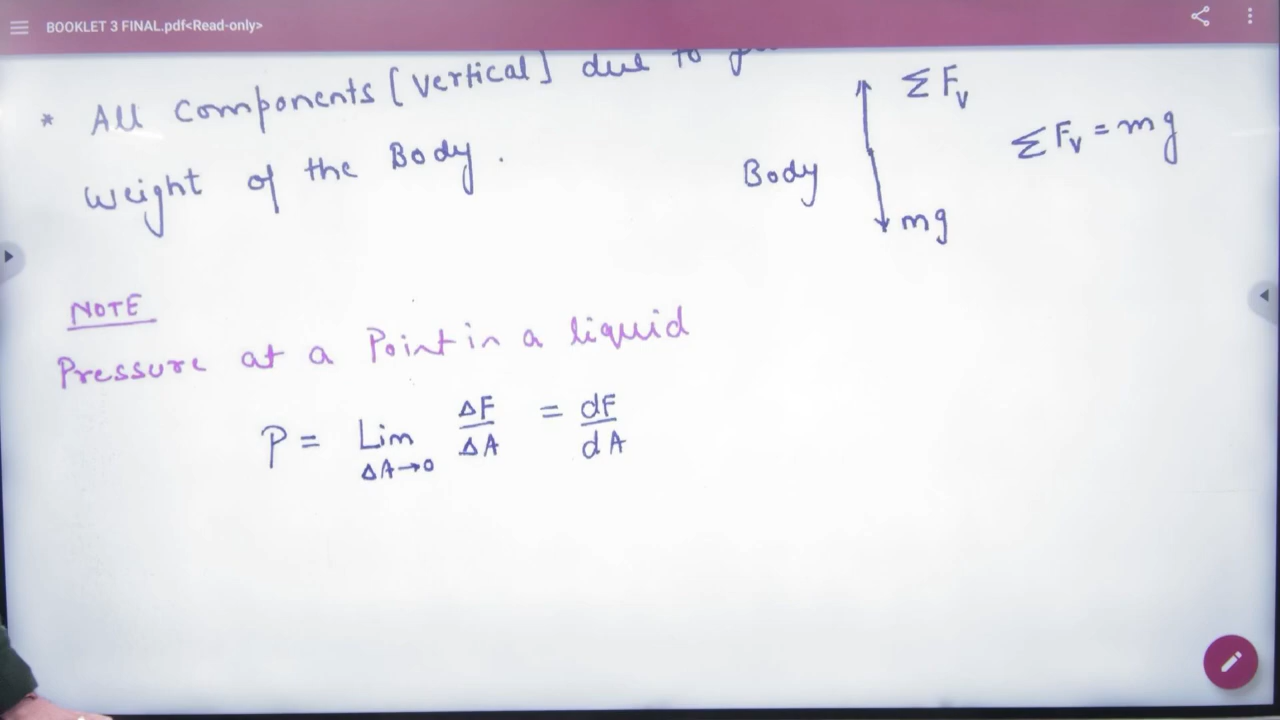 BOOKLET 3 FINAL.pdf<Read-only>
* All Components [Vertical] due to
Weight of the Body.
ΣFv
Body
ΣFv = mg
mg
NOTE
Pressure at a Point in a liquid
P = Lim ΔF/ΔA = dF/dA
ΔA→0